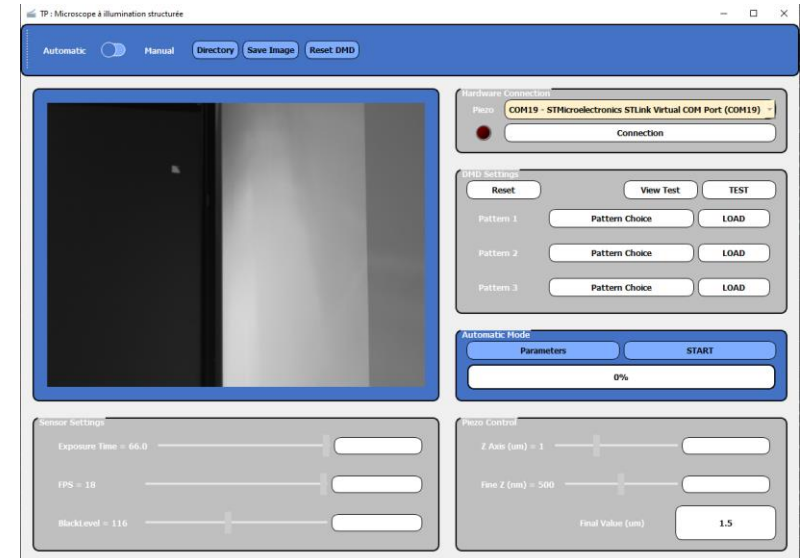 TP : Microscope à illumination structurée
Automatic Manual Directory Save Image Reset DMD
Hardware Connection
Piezo COM19 - STMicroelectronics STLink Virtual COM Port (COM19)
Connection
DMD Settings
Reset View Test TEST
Pattern 1 Pattern Choice LOAD
Pattern 2 Pattern Choice LOAD
Pattern 3 Pattern Choice LOAD
Automatic Mode
Parameters START
0%
Sensor Settings
Exposure Time = 66.0
FPS = 18
BlackLevel = 116
Piezo Control
Z Axis (um) = 1
Fine Z (nm) = 500
Final Value (um) 1.5